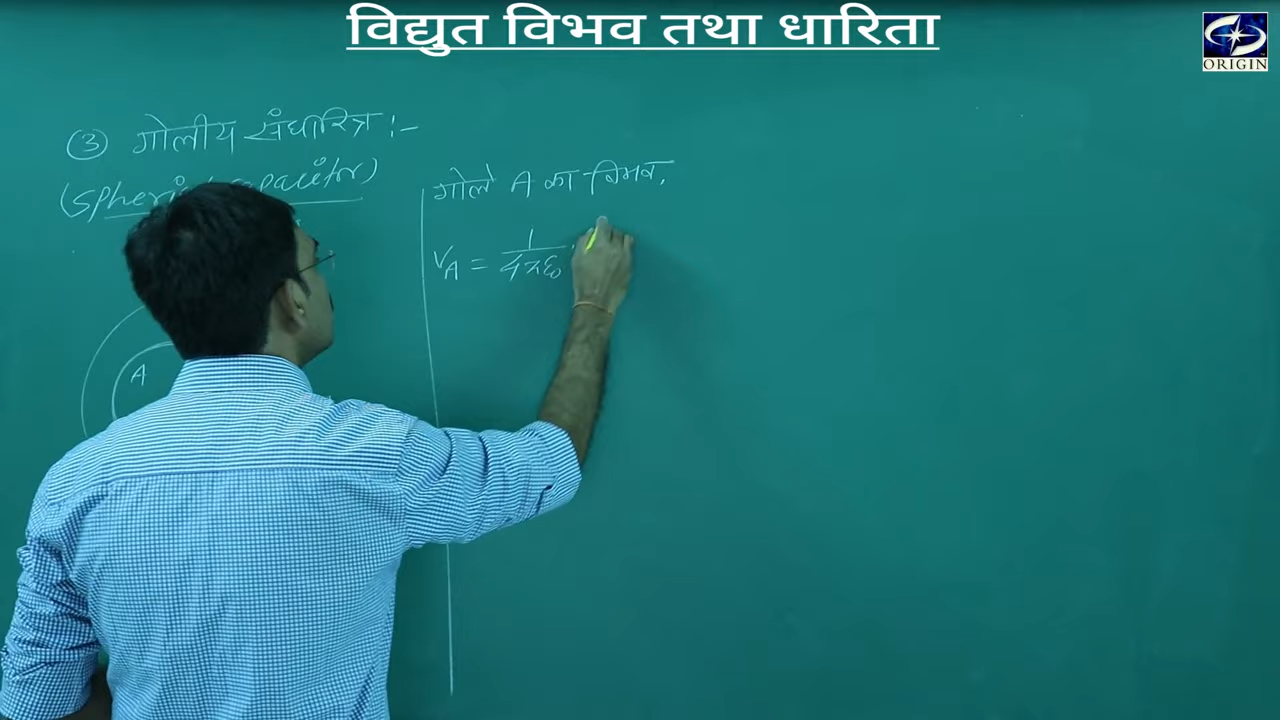 विद्युत विभव तथा धारिता
ORIGIN
③ गोलीय संधारित्र :-
गोले A का विभव,
V_A = 1/4πε₀
A